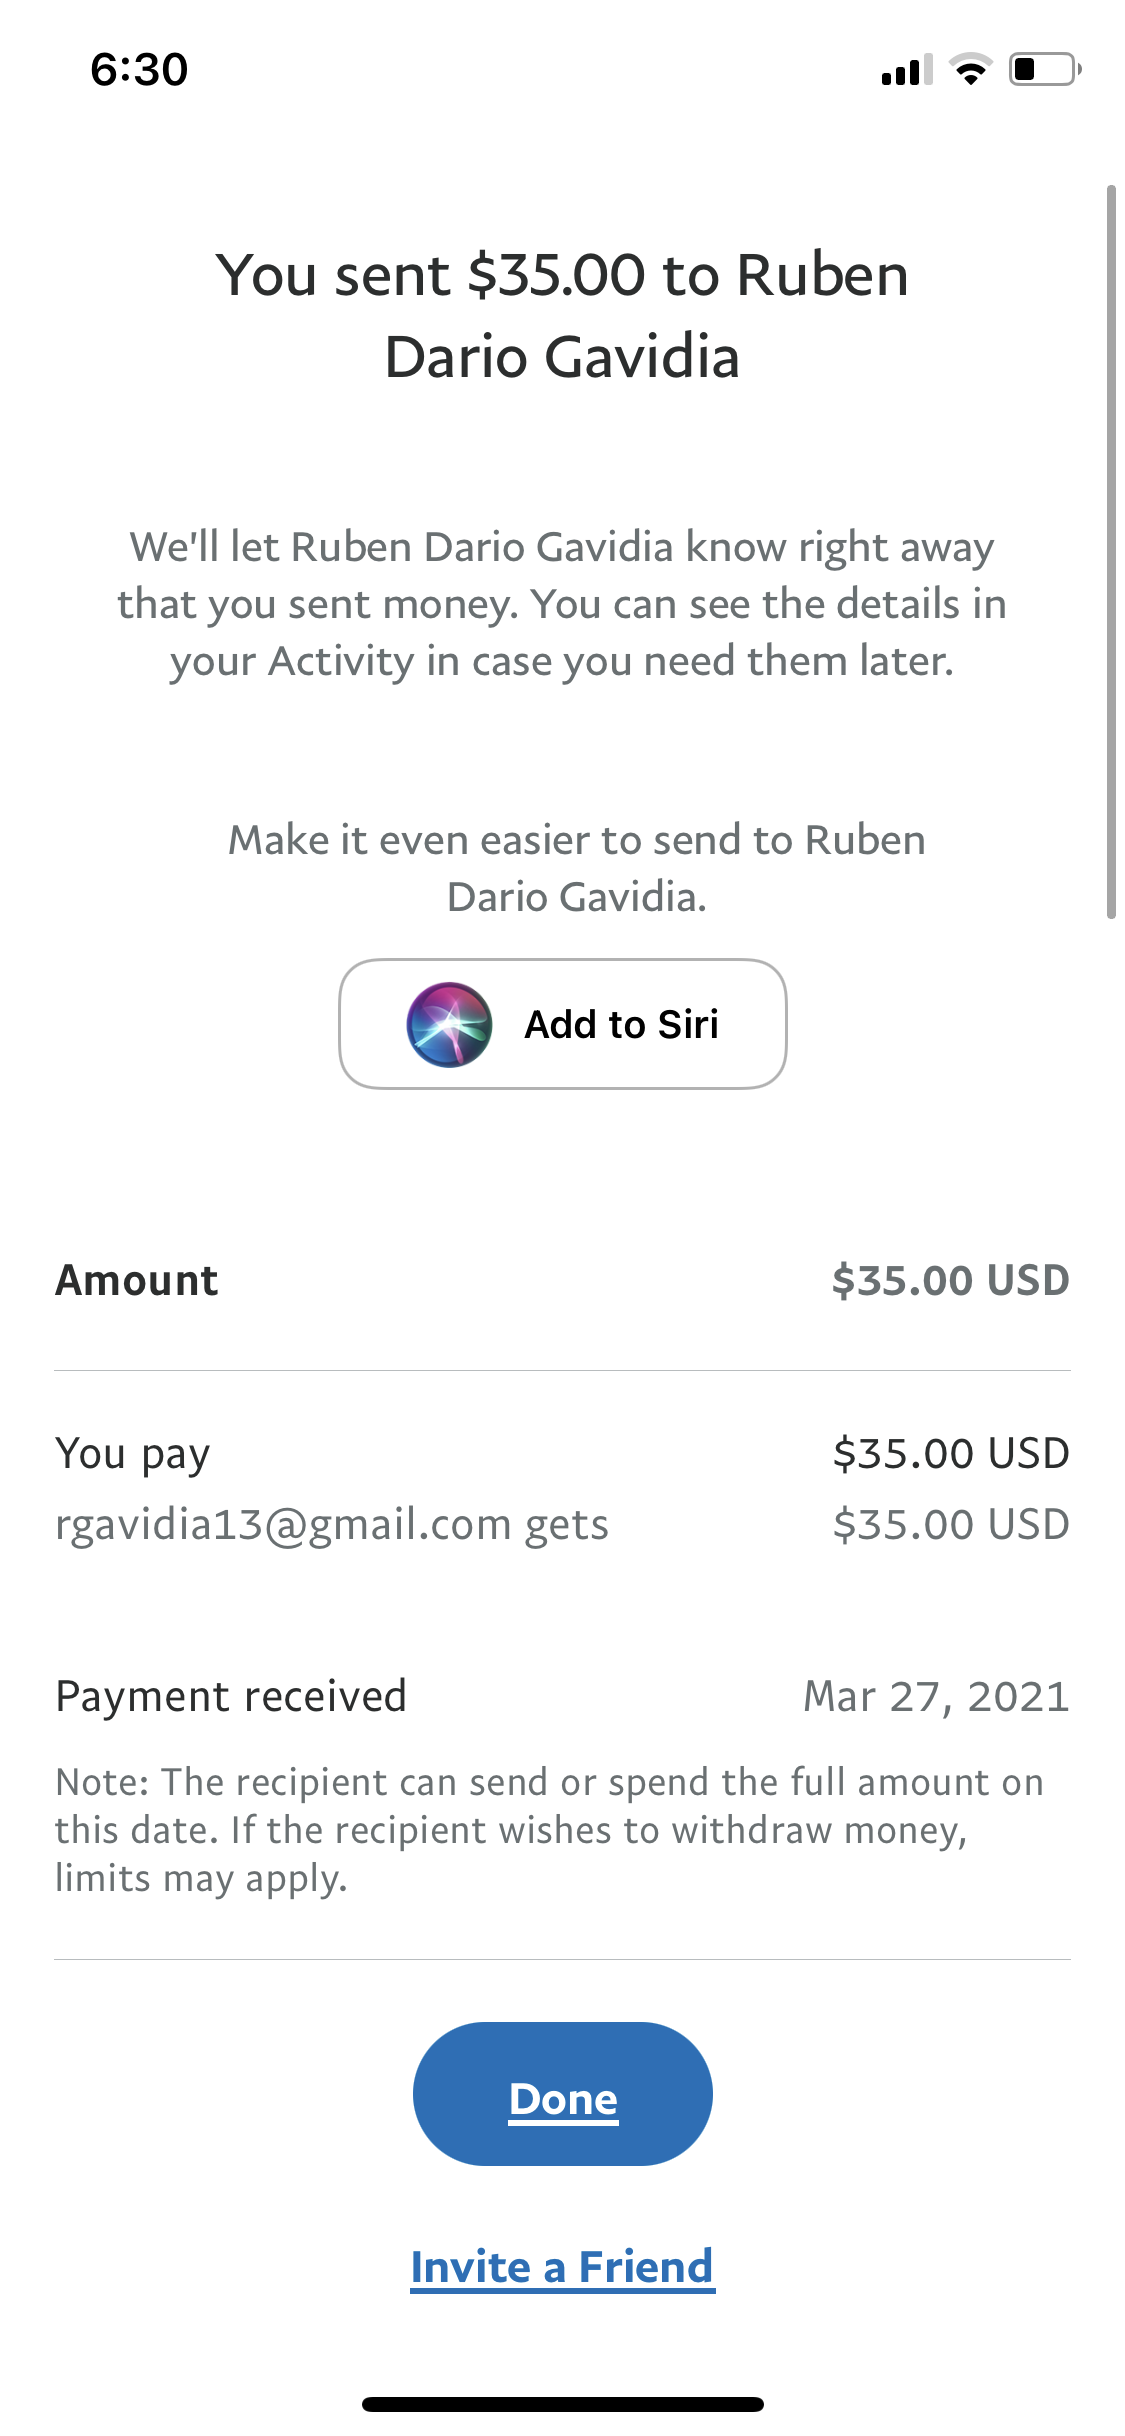 6:30
You sent $35.00 to Ruben
Dario Gavidia
We'll let Ruben Dario Gavidia know right away
that you sent money. You can see the details in
your Activity in case you need them later.
Make it even easier to send to Ruben
Dario Gavidia.
Add to Siri
Amount $35.00 USD
You pay $35.00 USD
rgavidia13@gmail.com gets $35.00 USD
Payment received Mar 27, 2021
Note: The recipient can send or spend the full amount on
this date. If the recipient wishes to withdraw money,
limits may apply.
Done
Invite a Friend